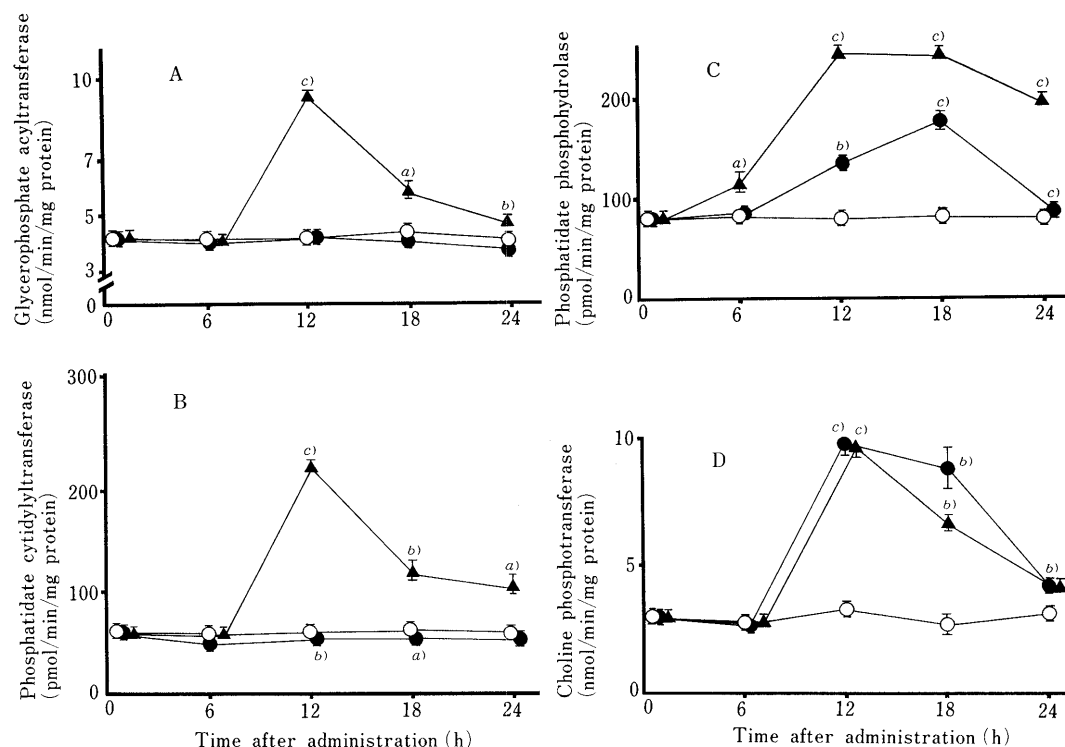 Glycerophosphate acyltransferase
(nmol/min/mg protein)
A
10
7
5
3
0
c)
a)
b)
0 6 12 18 24
Phosphatidate phosphohydrolase
(pmol/min/mg protein)
C
200
100
0
a)
c)
c)
c)
b)
c)
c)
0 6 12 18 24
Phosphatidate cytidylyltransferase
(pmol/min/mg protein)
B
300
200
100
0
c)
b)
a)
b)
a)
0 6 12 18 24
Time after administration (h)
Choline phosphotransferase
(nmol/min/mg protein)
D
10
5
0
c) c)
b)
b)
b)
0 6 12 18 24
Time after administration (h)